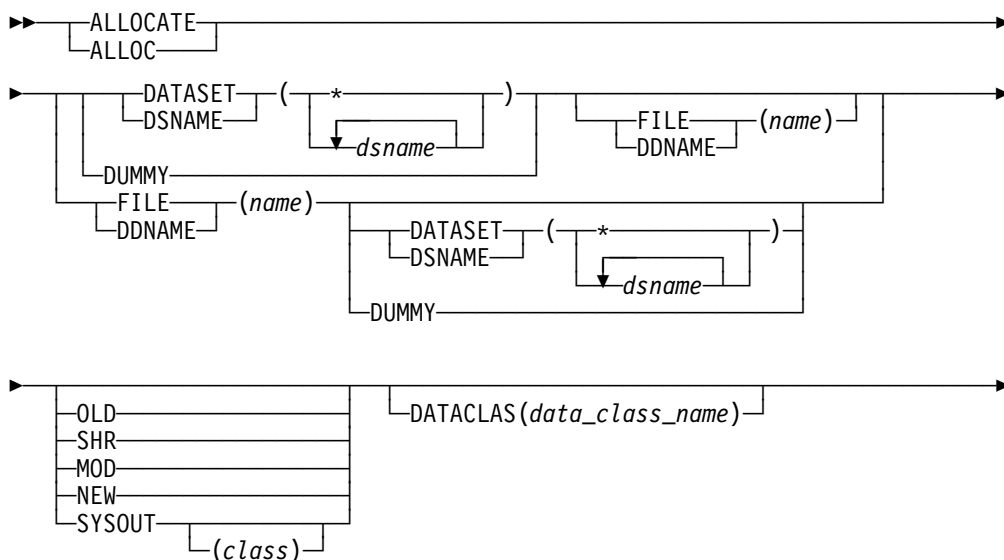 ALLOCATE
ALLOC
DATASET ( * ) FILE (name)
DSNAME dsname DDNAME
DUMMY
FILE (name)
DDNAME DATASET ( * )
DSNAME dsname
DUMMY
OLD DATACLAS(data_class_name)
SHR
MOD
NEW
SYSOUT
(class)